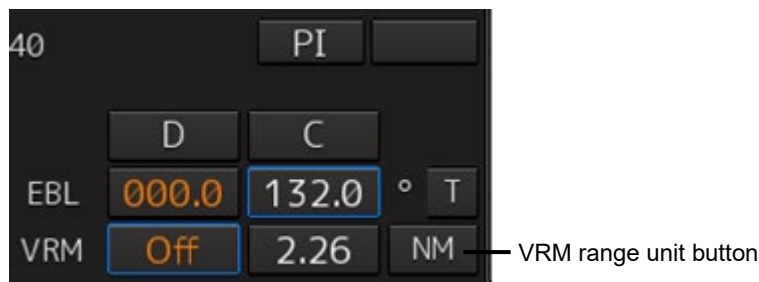 40 PI
D C
EBL 000.0 132.0 ° T
VRM Off 2.26 NM VRM range unit button